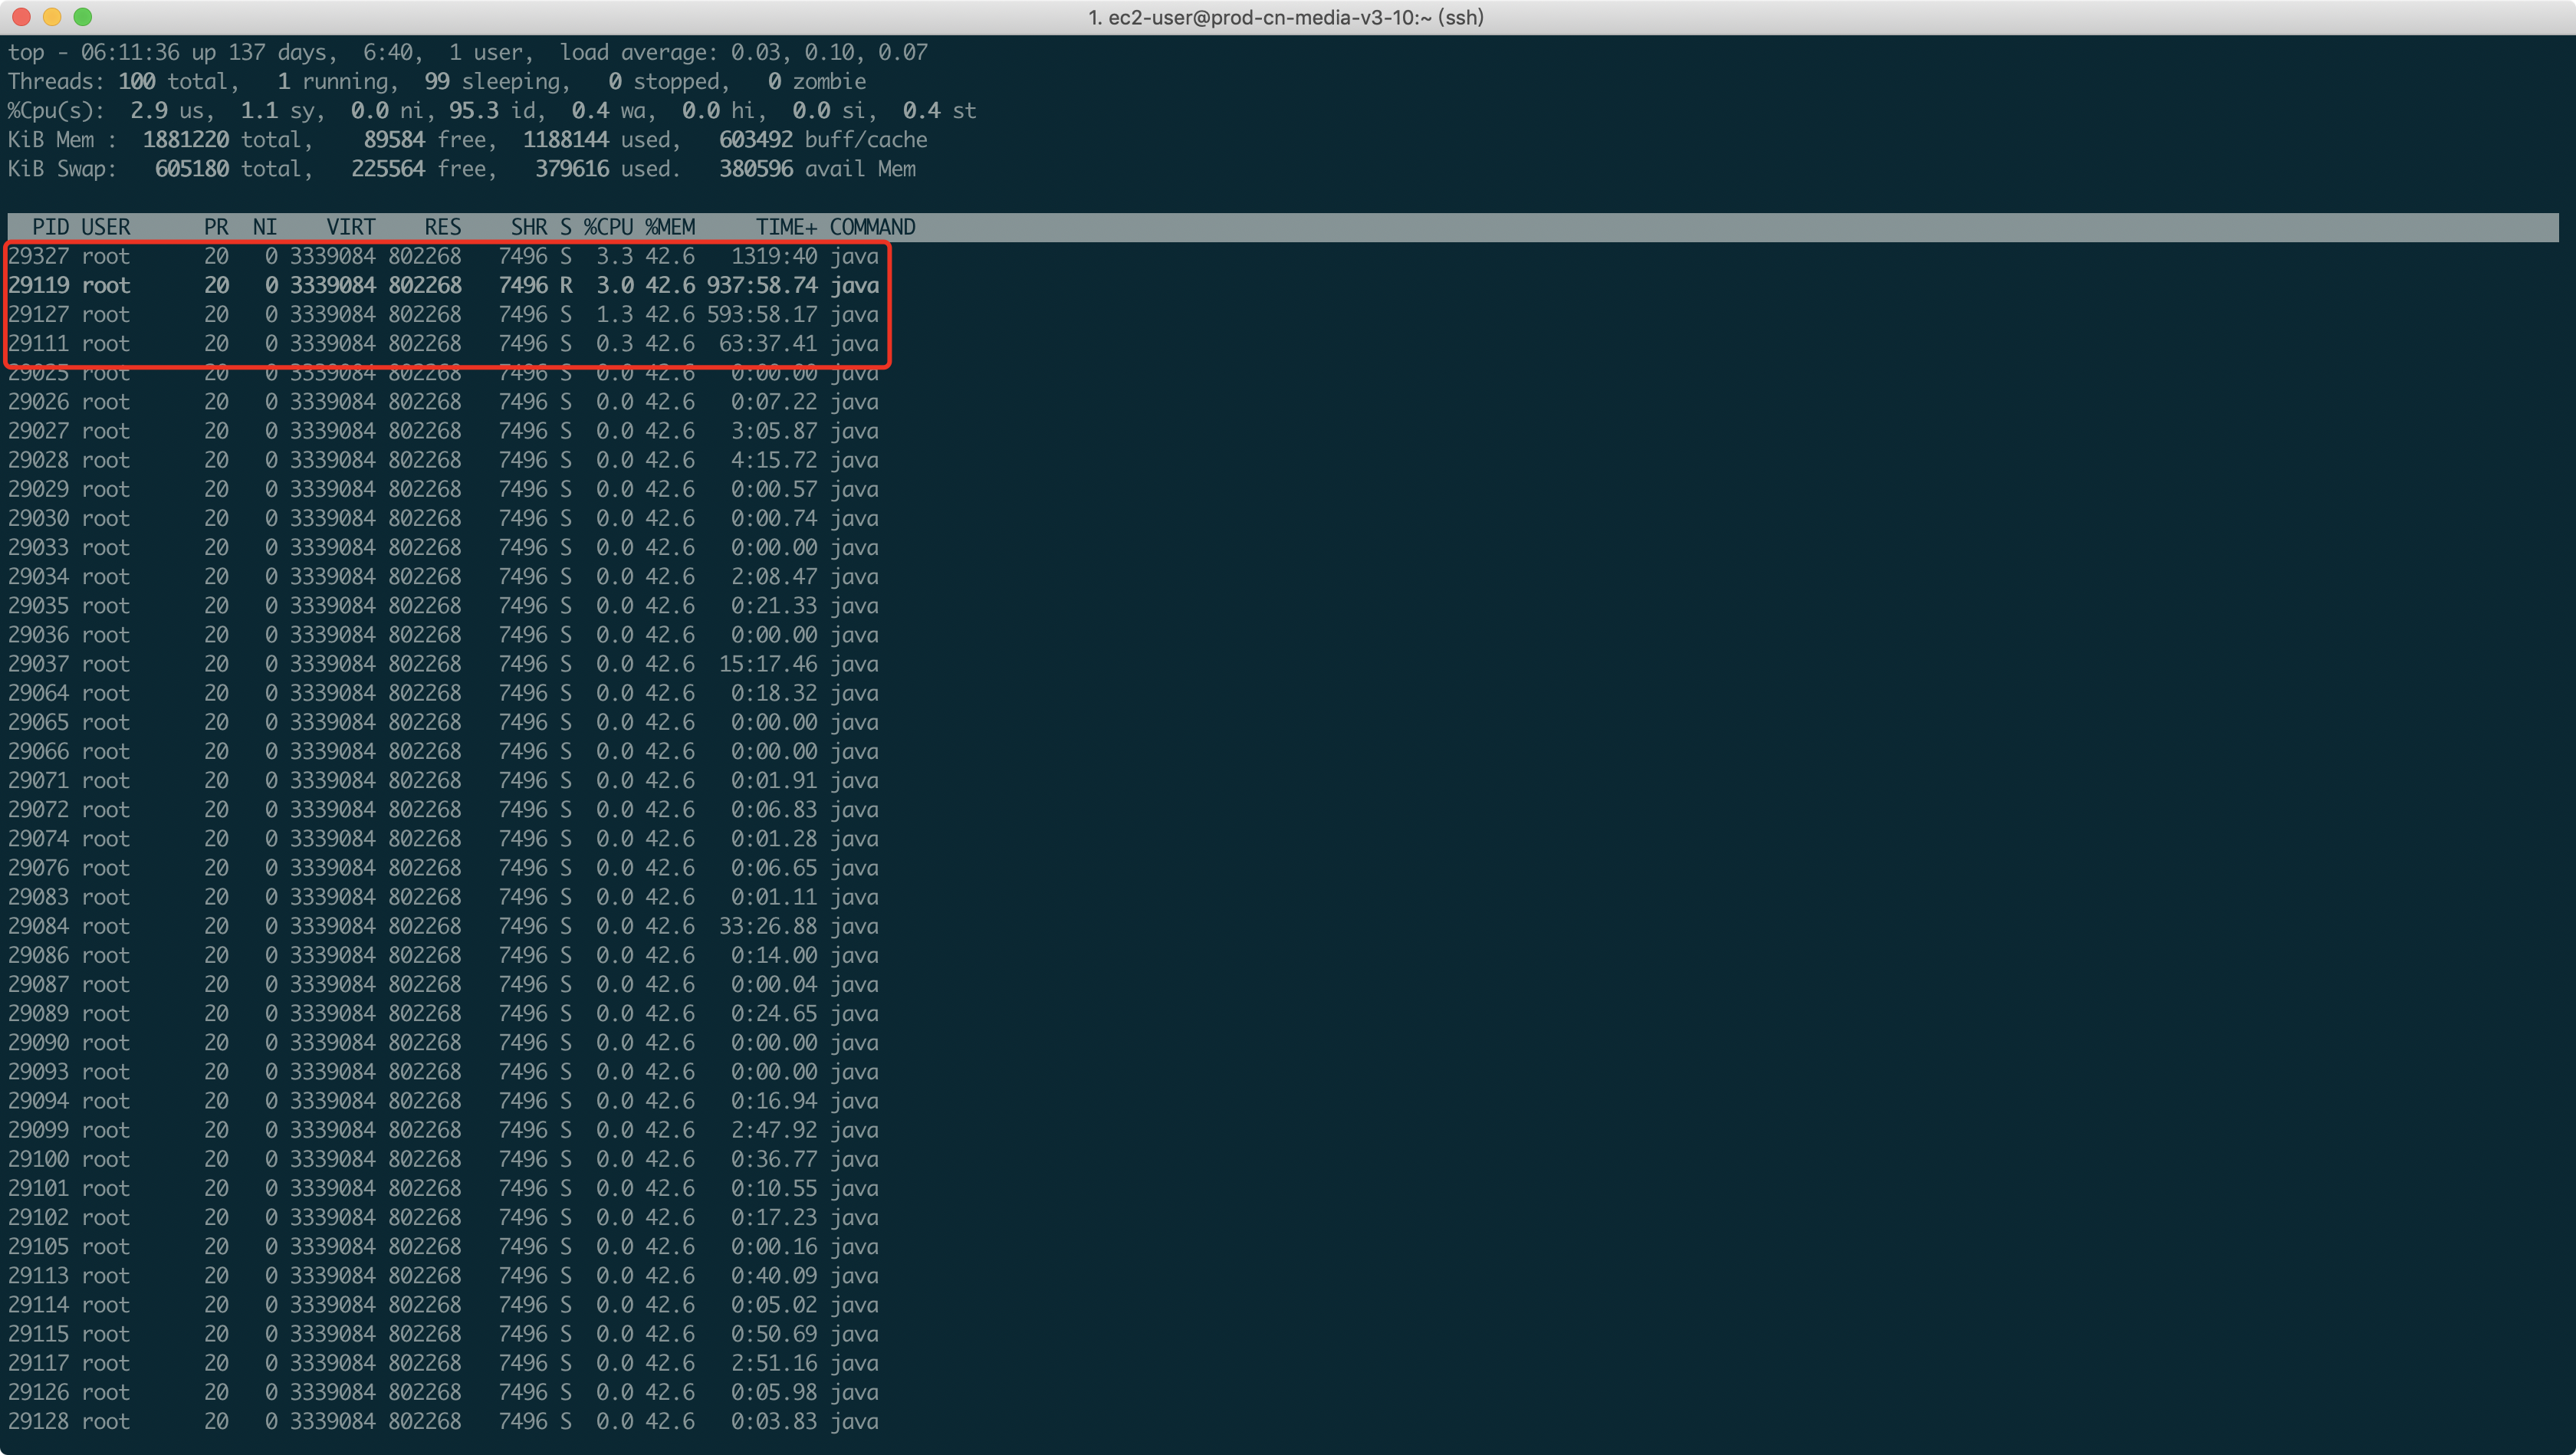 1. ec2-user@prod-cn-media-v3-10:~ (ssh)
top - 06:11:36 up 137 days,  6:40,  1 user,  load average: 0.03, 0.10, 0.07
Threads: 100 total,   1 running,  99 sleeping,   0 stopped,   0 zombie
%Cpu(s):  2.9 us,  1.1 sy,  0.0 ni, 95.3 id,  0.4 wa,  0.0 hi,  0.0 si,  0.4 st
KiB Mem :  1881220 total,    89584 free,  1188144 used,   603492 buff/cache
KiB Swap:   605180 total,   225564 free,   379616 used.   380596 avail Mem
PID USER      PR  NI    VIRT    RES    SHR S %CPU %MEM     TIME+ COMMAND
29327 root      20   0 3339084 802268   7496 S  3.3 42.6   1319:40 java
29119 root      20   0 3339084 802268   7496 R  3.0 42.6 937:58.74 java
29127 root      20   0 3339084 802268   7496 S  1.3 42.6 593:58.17 java
29111 root      20   0 3339084 802268   7496 S  0.3 42.6  63:37.41 java
29025 root      20   0 3339084 802268   7496 S  0.0 42.6   0:00.00 java
29026 root      20   0 3339084 802268   7496 S  0.0 42.6   0:07.22 java
29027 root      20   0 3339084 802268   7496 S  0.0 42.6   3:05.87 java
29028 root      20   0 3339084 802268   7496 S  0.0 42.6   4:15.72 java
29029 root      20   0 3339084 802268   7496 S  0.0 42.6   0:00.57 java
29030 root      20   0 3339084 802268   7496 S  0.0 42.6   0:00.74 java
29033 root      20   0 3339084 802268   7496 S  0.0 42.6   0:00.00 java
29034 root      20   0 3339084 802268   7496 S  0.0 42.6   2:08.47 java
29035 root      20   0 3339084 802268   7496 S  0.0 42.6   0:21.33 java
29036 root      20   0 3339084 802268   7496 S  0.0 42.6   0:00.00 java
29037 root      20   0 3339084 802268   7496 S  0.0 42.6  15:17.46 java
29064 root      20   0 3339084 802268   7496 S  0.0 42.6   0:18.32 java
29065 root      20   0 3339084 802268   7496 S  0.0 42.6   0:00.00 java
29066 root      20   0 3339084 802268   7496 S  0.0 42.6   0:00.00 java
29071 root      20   0 3339084 802268   7496 S  0.0 42.6   0:01.91 java
29072 root      20   0 3339084 802268   7496 S  0.0 42.6   0:06.83 java
29074 root      20   0 3339084 802268   7496 S  0.0 42.6   0:01.28 java
29076 root      20   0 3339084 802268   7496 S  0.0 42.6   0:06.65 java
29083 root      20   0 3339084 802268   7496 S  0.0 42.6   0:01.11 java
29084 root      20   0 3339084 802268   7496 S  0.0 42.6  33:26.88 java
29086 root      20   0 3339084 802268   7496 S  0.0 42.6   0:14.00 java
29087 root      20   0 3339084 802268   7496 S  0.0 42.6   0:00.04 java
29089 root      20   0 3339084 802268   7496 S  0.0 42.6   0:24.65 java
29090 root      20   0 3339084 802268   7496 S  0.0 42.6   0:00.00 java
29093 root      20   0 3339084 802268   7496 S  0.0 42.6   0:00.00 java
29094 root      20   0 3339084 802268   7496 S  0.0 42.6   0:16.94 java
29099 root      20   0 3339084 802268   7496 S  0.0 42.6   2:47.92 java
29100 root      20   0 3339084 802268   7496 S  0.0 42.6   0:36.77 java
29101 root      20   0 3339084 802268   7496 S  0.0 42.6   0:10.55 java
29102 root      20   0 3339084 802268   7496 S  0.0 42.6   0:17.23 java
29105 root      20   0 3339084 802268   7496 S  0.0 42.6   0:00.16 java
29113 root      20   0 3339084 802268   7496 S  0.0 42.6   0:40.09 java
29114 root      20   0 3339084 802268   7496 S  0.0 42.6   0:05.02 java
29115 root      20   0 3339084 802268   7496 S  0.0 42.6   0:50.69 java
29117 root      20   0 3339084 802268   7496 S  0.0 42.6   2:51.16 java
29126 root      20   0 3339084 802268   7496 S  0.0 42.6   0:05.98 java
29128 root      20   0 3339084 802268   7496 S  0.0 42.6   0:03.83 java